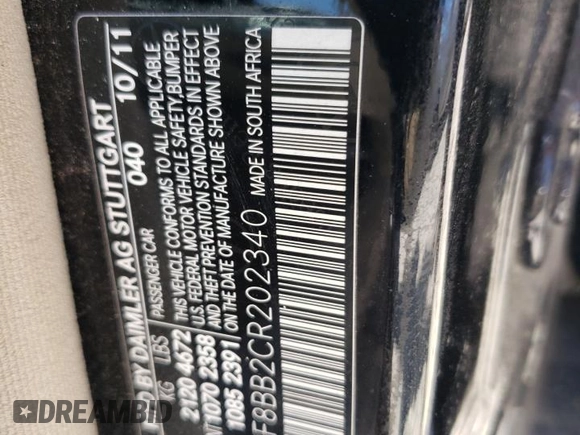 BY DAIMLER AG STUTTGART
040 10/11
PASSENGER CAR
KG LBS
2120 4672
1070 2358
1085 2391
THIS VEHICLE CONFORMS TO ALL APPLICABLE
U.S. FEDERAL MOTOR VEHICLE SAFETY, BUMPER
AND THEFT PREVENTION STANDARDS IN EFFECT
ON THE DATE OF MANUFACTURE SHOWN ABOVE
F8BB2CR202340 MADE IN SOUTH AFRICA
DREAMBID